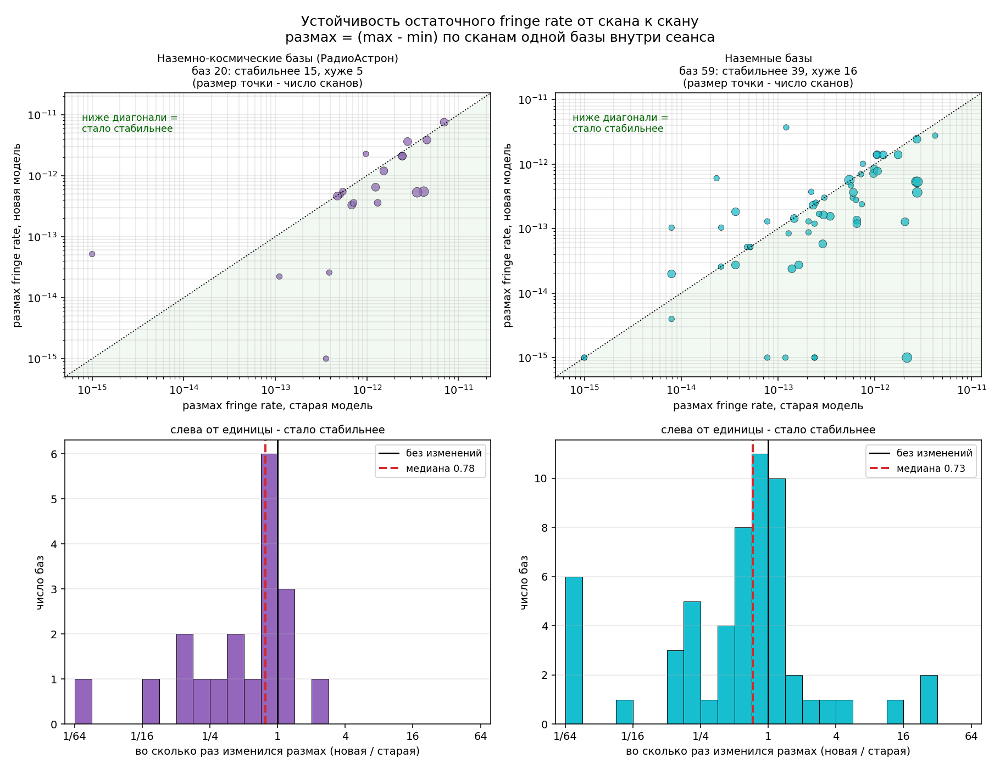 Устойчивость остаточного fringe rate от скана к скану
размах = (max - min) по сканам одной базы внутри сеанса
Наземно-космические базы (РадиоАстрон)
баз 20: стабильнее 15, хуже 5
(размер точки - число сканов)
ниже диагонали =
стало стабильнее
размах fringe rate, новая модель
10⁻¹¹
10⁻¹²
10⁻¹³
10⁻¹⁴
10⁻¹⁵
10⁻¹⁵
10⁻¹⁴
10⁻¹³
10⁻¹²
10⁻¹¹
размах fringe rate, старая модель
Наземные базы
баз 59: стабильнее 39, хуже 16
(размер точки - число сканов)
ниже диагонали =
стало стабильнее
размах fringe rate, новая модель
10⁻¹¹
10⁻¹²
10⁻¹³
10⁻¹⁴
10⁻¹⁵
10⁻¹⁵
10⁻¹⁴
10⁻¹³
10⁻¹²
10⁻¹¹
размах fringe rate, старая модель
слева от единицы - стало стабильнее
без изменений
медиана 0.78
число баз
6
5
4
3
2
1
0
1/64
1/16
1/4
1
4
16
64
во сколько раз изменился размах (новая / старая)
слева от единицы - стало стабильнее
без изменений
медиана 0.73
число баз
10
8
6
4
2
0
1/64
1/16
1/4
1
4
16
64
во сколько раз изменился размах (новая / старая)